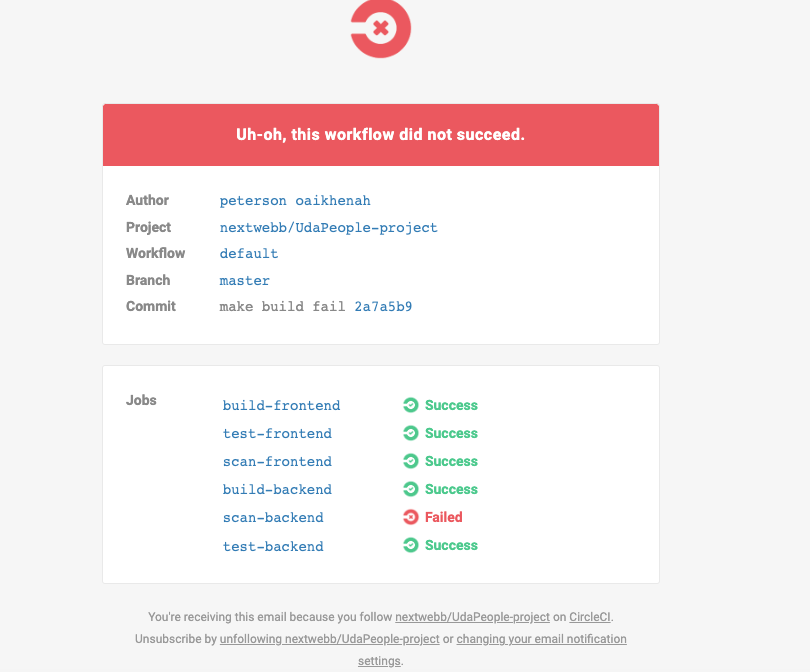 Uh-oh, this workflow did not succeed.
Author peterson oaikhenah
Project nextwebb/UdaPeople-project
Workflow default
Branch master
Commit make build fail 2a7a5b9
Jobs
build-frontend Success
test-frontend Success
scan-frontend Success
build-backend Success
scan-backend Failed
test-backend Success
You're receiving this email because you follow nextwebb/UdaPeople-project on CircleCI.
Unsubscribe by unfollowing nextwebb/UdaPeople-project or changing your email notification
settings.